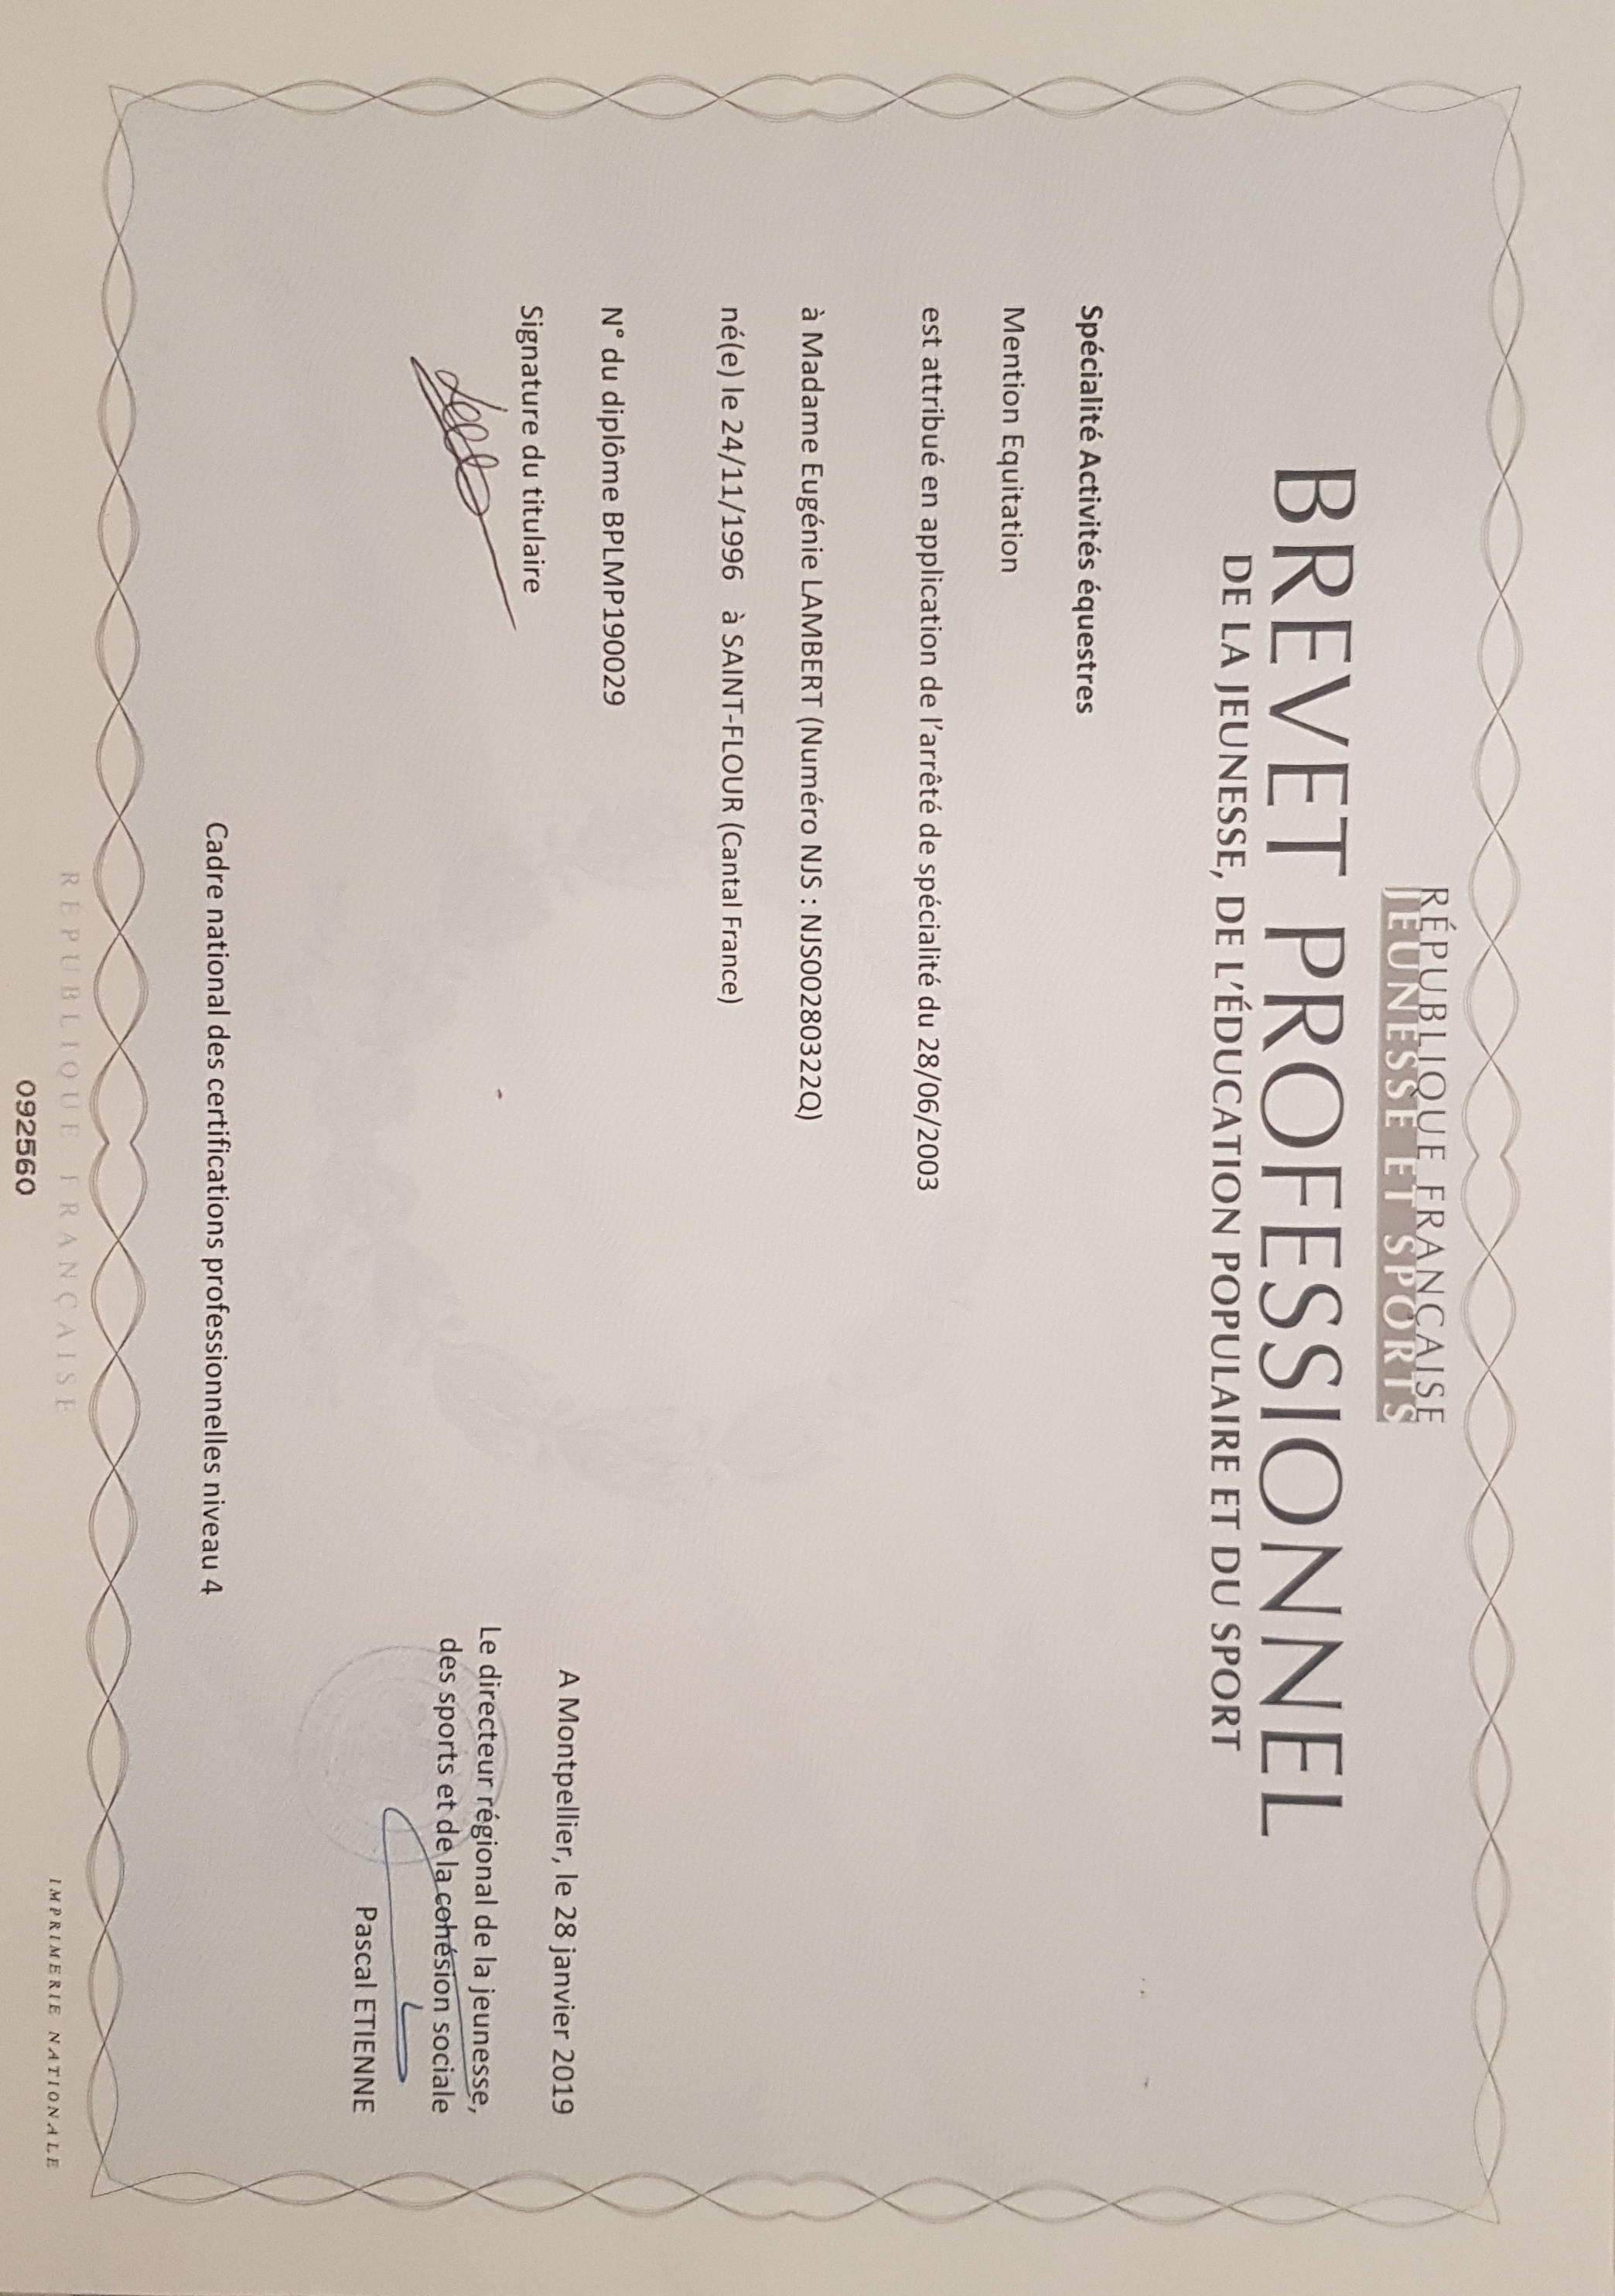 RÉPUBLIQUE FRANÇAISE
JEUNESSE ET SPORTS
BREVET PROFESSIONNEL
DE LA JEUNESSE, DE L'ÉDUCATION POPULAIRE ET DU SPORT
Spécialité Activités équestres
Mention Equitation
est attribué en application de l'arrêté de spécialité du 28/06/2003
à Madame Eugénie LAMBERT (Numéro NJS : NJS00280322Q)
né(e) le 24/11/1996 à SAINT-FLOUR (Cantal France)
N° du diplôme BPLMP190029
Signature du titulaire
A Montpellier, le 28 janvier 2019
Le directeur régional de la jeunesse,
des sports et de la cohésion sociale
Pascal ETIENNE
Cadre national des certifications professionnelles niveau 4
RÉPUBLIQUE FRANÇAISE
092560
IMPRIMERIE NATIONALE